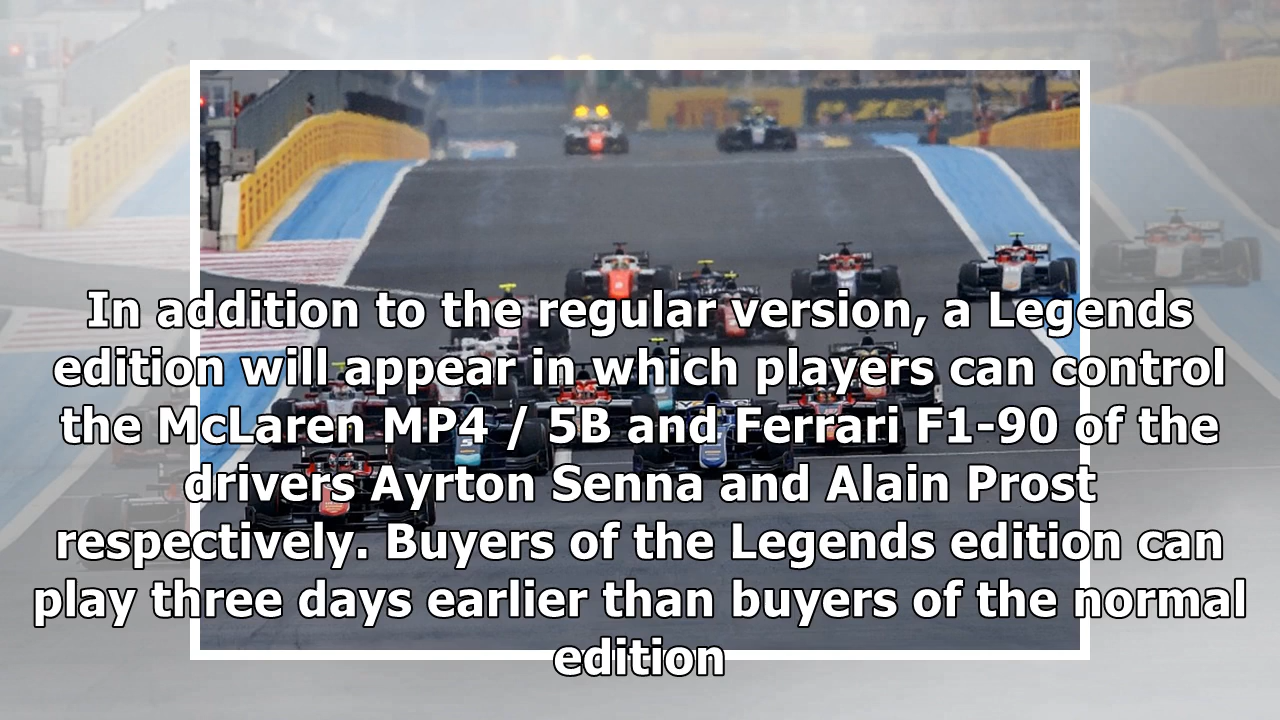 In addition to the regular version, a Legends
edition will appear in which players can control
the McLaren MP4 / 5B and Ferrari F1-90 of the
drivers Ayrton Senna and Alain Prost
respectively. Buyers of the Legends edition can
play three days earlier than buyers of the normal
edition